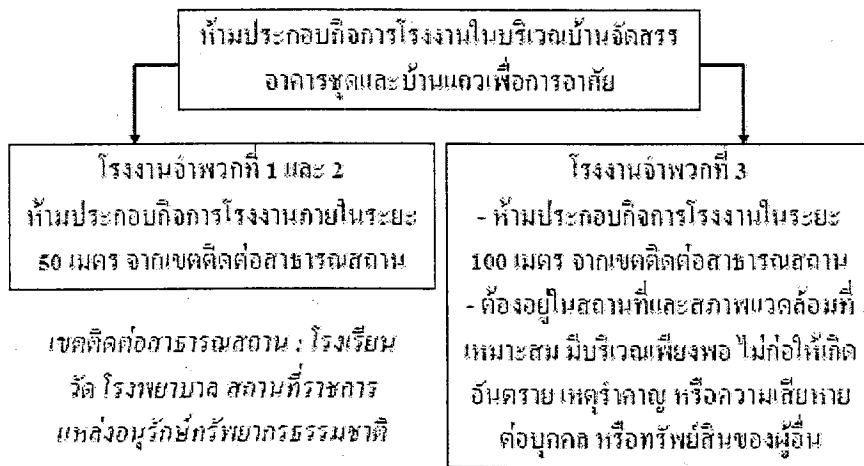 ห้ามประกอบกิจการโรงงานในบริเวณบ้านจัดสรร
อาคารชุดและบ้านแถวเพื่อการอาศัย
โรงงานจำพวกที่ 1 และ 2
ห้ามประกอบกิจการโรงงานภายในระยะ
50 เมตร จากเขตติดต่อสาธารณสถาน
เขตติดต่อสาธารณสถาน : โรงเรียน
วัด โรงพยาบาล สถานที่ราชการ
แหล่งอนุรักษ์ทรัพยากรธรรมชาติ
โรงงานจำพวกที่ 3
- ห้ามประกอบกิจการโรงงานในระยะ
100 เมตร จากเขตติดต่อสาธารณสถาน
- ต้องอยู่ในสถานที่และสภาพแวดล้อมที่
เหมาะสม มีบริเวณเพียงพอ ไม่ก่อให้เกิด
อันตราย เหตุรำคาญ หรือความเสียหาย
ต่อบุคคล หรือทรัพย์สินของผู้อื่น